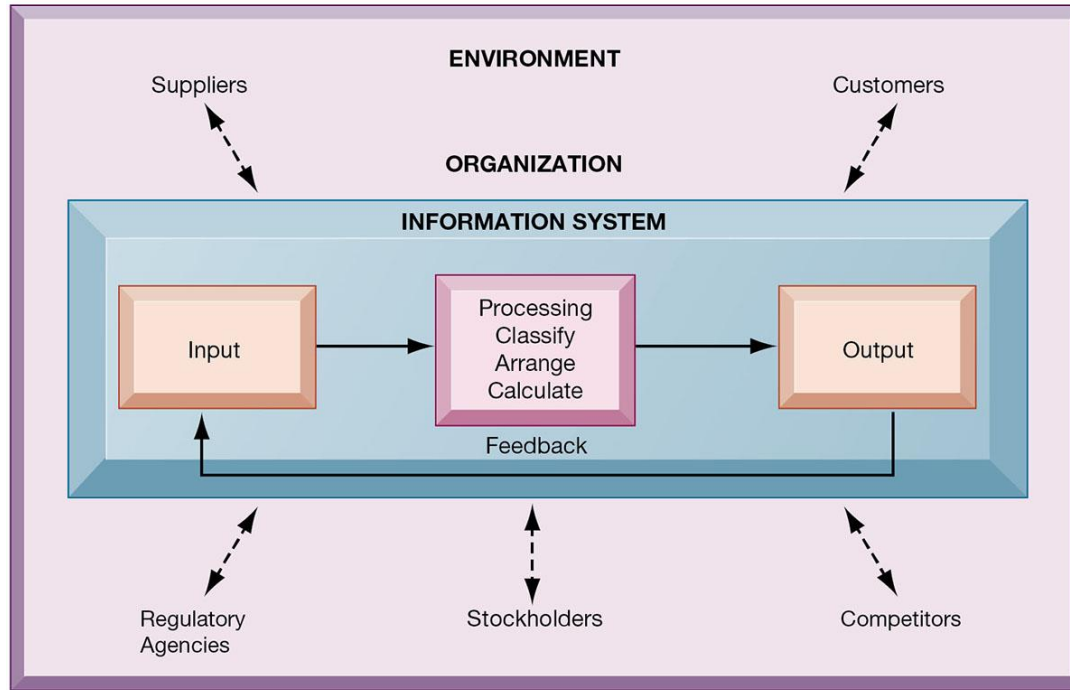 ENVIRONMENT
Suppliers
Customers
ORGANIZATION
INFORMATION SYSTEM
Input
Processing
Classify
Arrange
Calculate
Output
Feedback
Regulatory
Agencies
Stockholders
Competitors